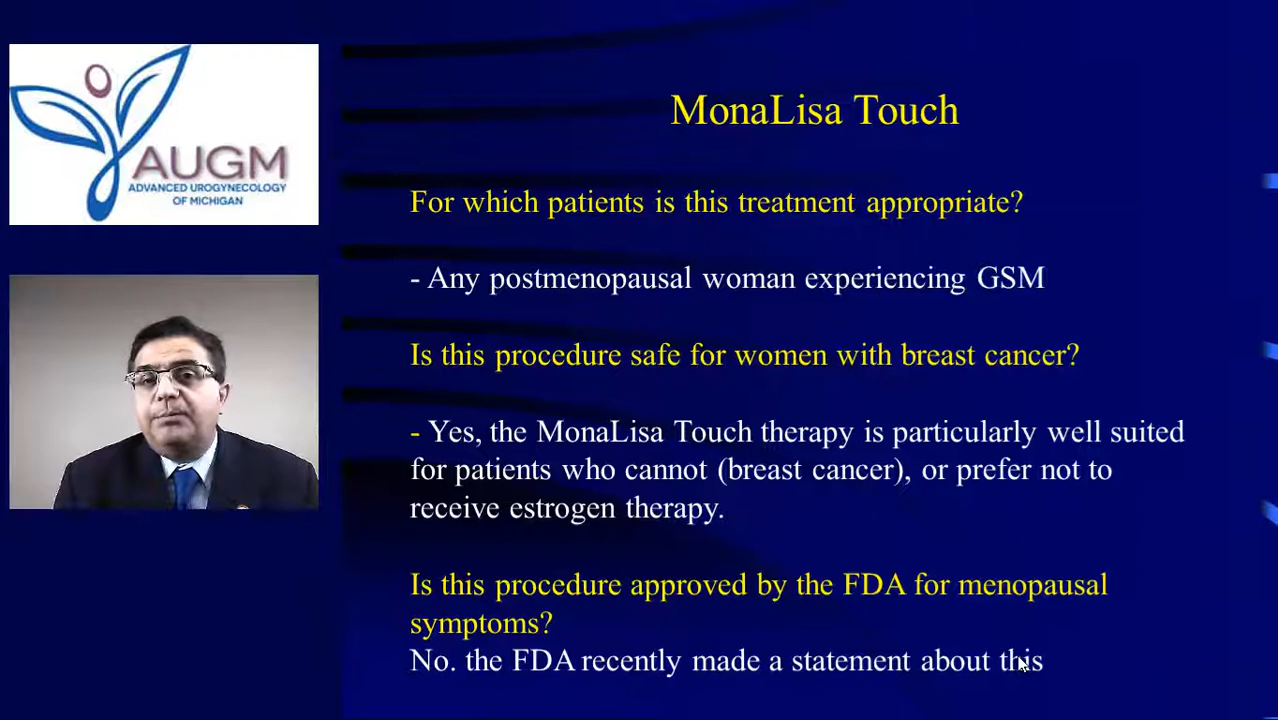 AUGM
ADVANCED UROGYNECOLOGY
OF MICHIGAN
MonaLisa Touch
For which patients is this treatment appropriate?
- Any postmenopausal woman experiencing GSM
Is this procedure safe for women with breast cancer?
- Yes, the MonaLisa Touch therapy is particularly well suited
for patients who cannot (breast cancer), or prefer not to
receive estrogen therapy.
Is this procedure approved by the FDA for menopausal
symptoms?
No. the FDA recently made a statement about this